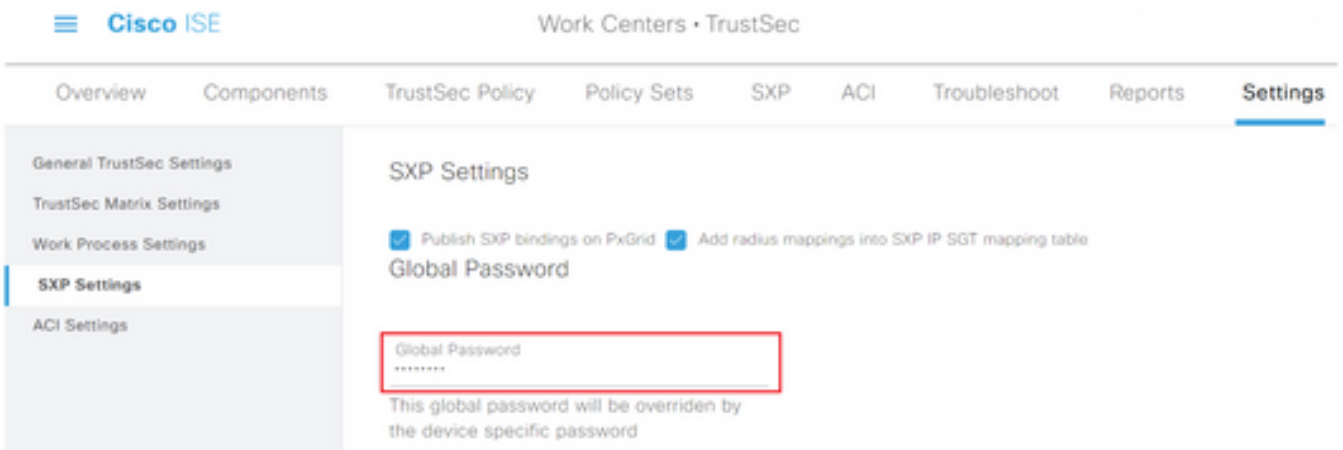 Cisco ISE
Work Centers · TrustSec
Overview Components TrustSec Policy Policy Sets SXP ACI Troubleshoot Reports Settings
General TrustSec Settings
TrustSec Matrix Settings
Work Process Settings
SXP Settings
ACI Settings
SXP Settings
Publish SXP bindings on PxGrid Add radius mappings into SXP IP SGT mapping table
Global Password
Global Password
········
This global password will be overriden by
the device specific password